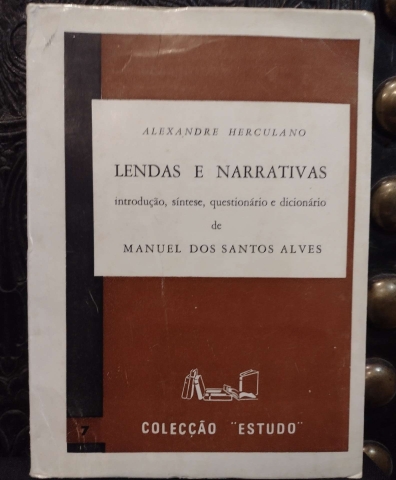 ALEXANDRE HERCULANO
LENDAS E NARRATIVAS
introdução, síntese, questionário e dicionário
de
MANUEL DOS SANTOS ALVES
7
COLECÇÃO "ESTUDO"